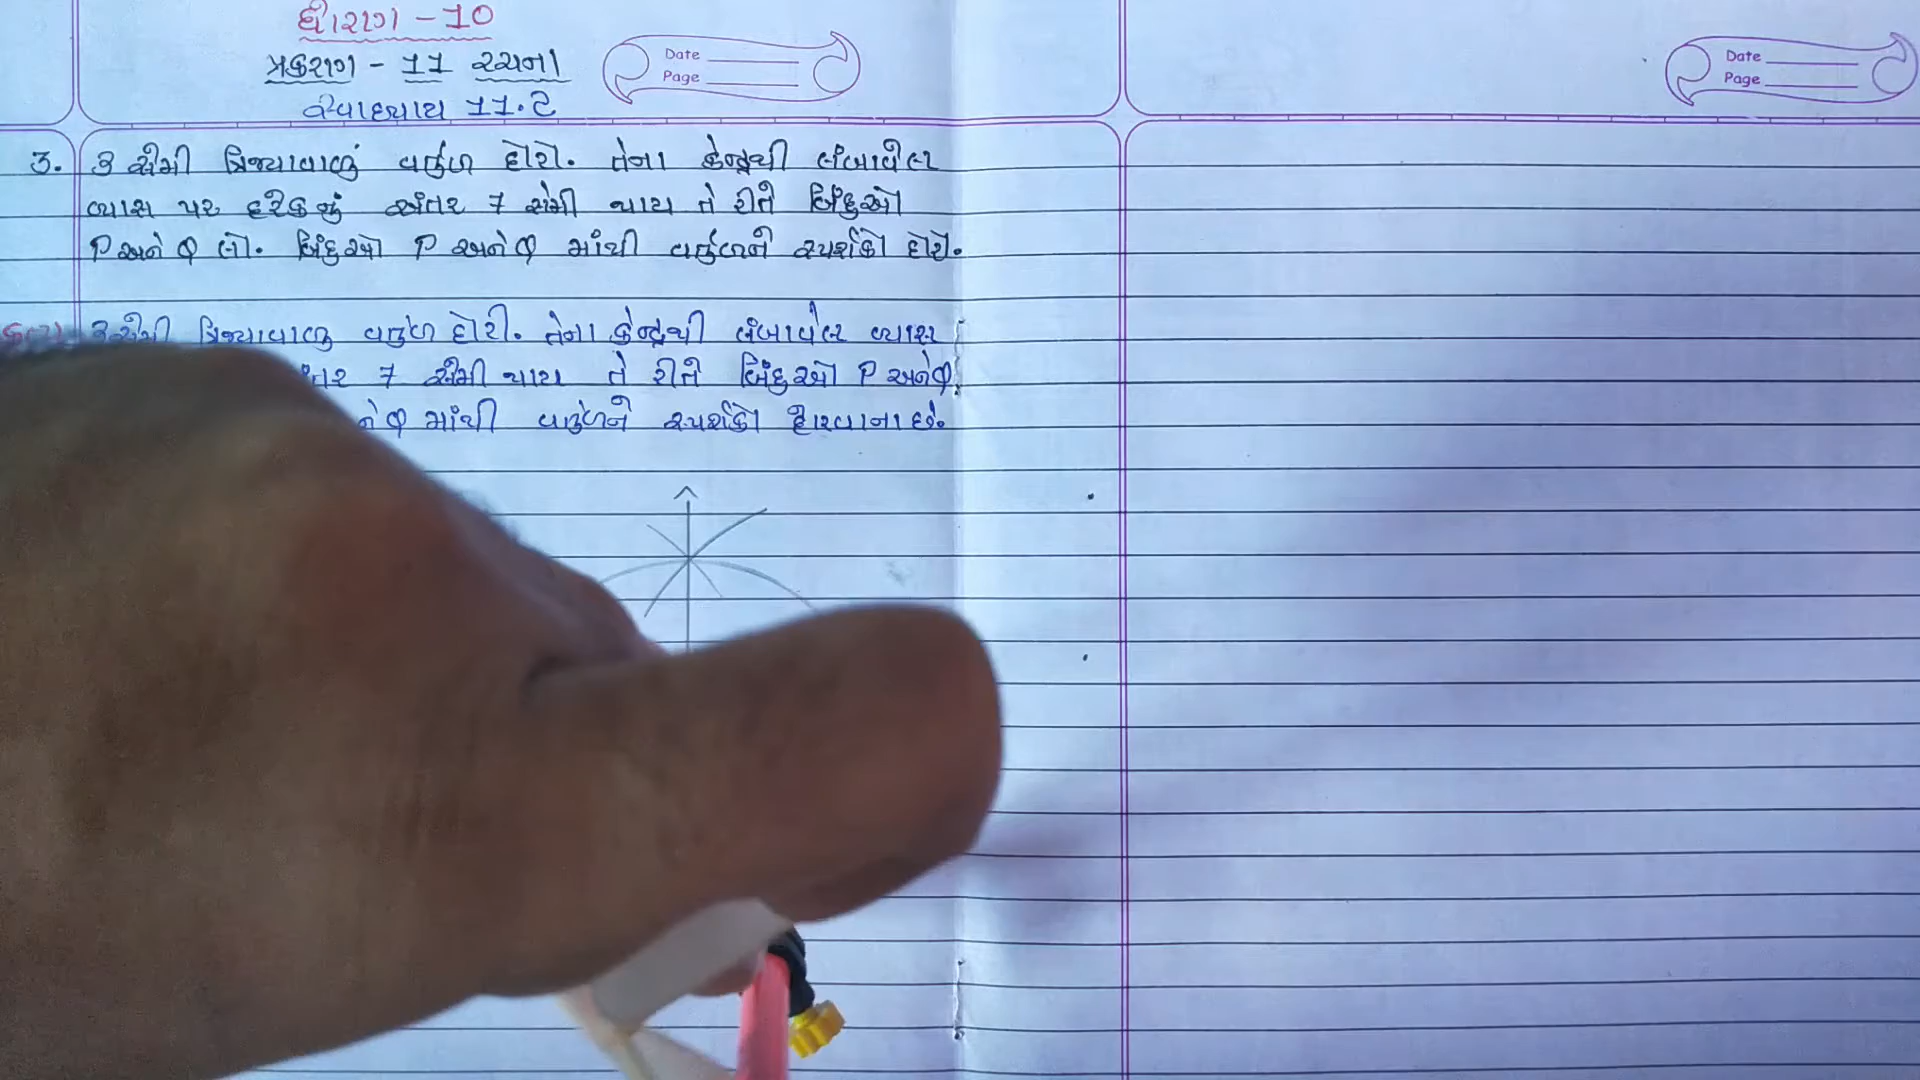 ધોરણ - 10
પ્રકરણ - 11 રચના
સ્વાધ્યાય 11.2
Date
Page
Date
Page
3. 3 સેમી ત્રિજ્યાવાળું વર્તુળ દોરો. તેના કેન્દ્રથી લંબાવેલ
વ્યાસ પર દરેકનું અંતર 7 સેમી થાય તે રીતે બિંદુઓ
P અને Q લો. બિંદુઓ P અને Q માંથી વર્તુળને સ્પર્શકો દોરો.
3 સેમી ત્રિજ્યાવાળુ વર્તુળ દોરી. તેના કેન્દ્રથી લંબાવેલ વ્યાસ
7 સેમી થાય તે રીતે બિંદુઓ P અને Q
Q માંથી વર્તુળને સ્પર્શકો દોરવાના છે.